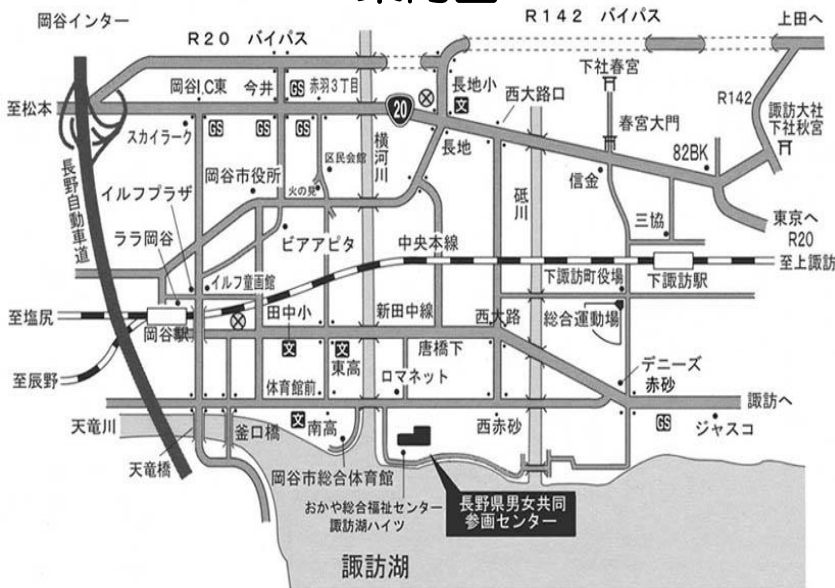 案内図
岡谷インター
R20 バイパス
R142 バイパス
上田へ
岡谷I.C東
今井
GS
赤羽3丁目
長地小
文
下社春宮
至松本
20
西大路口
R142
諏訪大社
下社秋宮
スカイラーク
GS
GS
GS
横河川
長地
春宮大門
82BK
長野自動車道
区民会館
岡谷市役所
火の見
砥川
信金
イルフプラザ
三協
東京へ
R20
ララ岡谷
ビアアピタ
中央本線
イルフ童画館
下諏訪町役場
下諏訪駅
至上諏訪
至塩尻
岡谷駅
田中小
文
新田中線
西大路
総合運動場
文
東高
唐橋下
デニーズ
赤砂
至辰野
体育館前
ロマネット
諏訪へ
天竜川
釜口橋
文
南高
西赤砂
GS
ジャスコ
天竜橋
岡谷市総合体育館
おかや総合福祉センター
諏訪湖ハイツ
長野県男女共同
参画センター
諏訪湖